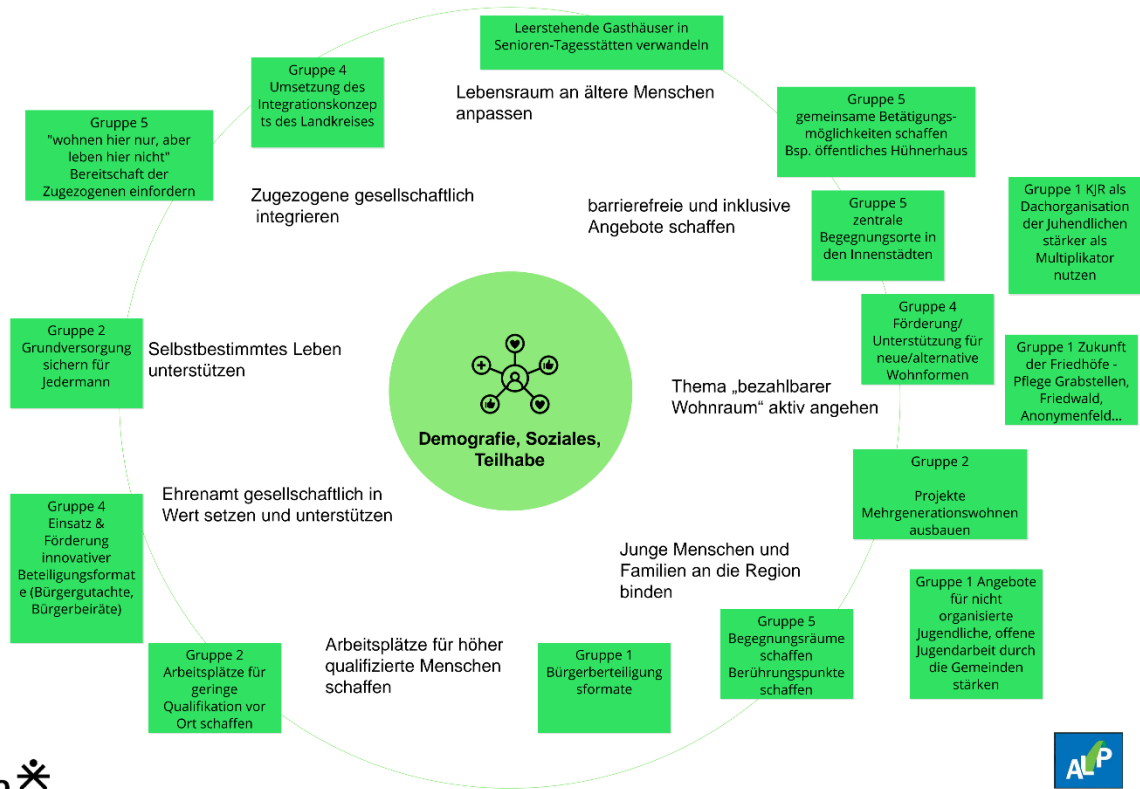 Leerstehende Gasthäuser in
Senioren-Tagesstätten verwandeln
Gruppe 4
Umsetzung des
Integrationskonzep
ts des Landkreises
Lebensraum an ältere Menschen
anpassen
Gruppe 5
gemeinsame Betätigungs-
möglichkeiten schaffen
Bsp. öffentliches Hühnerhaus
Gruppe 5
"wohnen hier nur, aber
leben hier nicht"
Bereitschaft der
Zugezogenen einfordern
Zugezogene gesellschaftlich
integrieren
barrierefreie und inklusive
Angebote schaffen
Gruppe 5
zentrale
Begegnungsorte in
den Innenstädten
Gruppe 1 KJR als
Dachorganisation
der Juhendlichen
stärker als
Multiplikator
nutzen
Gruppe 2
Grundversorgung
sichern für
Jedermann
Selbstbestimmtes Leben
unterstützen
Demografie, Soziales,
Teilhabe
Thema „bezahlbarer
Wohnraum“ aktiv angehen
Gruppe 4
Förderung/
Unterstützung für
neue/alternative
Wohnformen
Gruppe 1 Zukunft
der Friedhöfe -
Pflege Grabstellen,
Friedwald,
Anonymenfeld...
Gruppe 2
Projekte
Mehrgenerationswohnen
ausbauen
Ehrenamt gesellschaftlich in
Wert setzen und unterstützen
Gruppe 4
Einsatz &
Förderung
innovativer
Beteiligungsformat
e (Bürgergutachte,
Bürgerbeiräte)
Junge Menschen und
Familien an die Region
binden
Gruppe 1 Angebote
für nicht
organisierte
Jugendliche, offene
Jugendarbeit durch
die Gemeinden
stärken
Gruppe 2
Arbeitsplätze für
geringe
Qualifikation vor
Ort schaffen
Arbeitsplätze für höher
qualifizierte Menschen
schaffen
Gruppe 1
Bürgerberteiligung
sformate
Gruppe 5
Begegnungsräume
schaffen
Berührungspunkte
schaffen
ALP